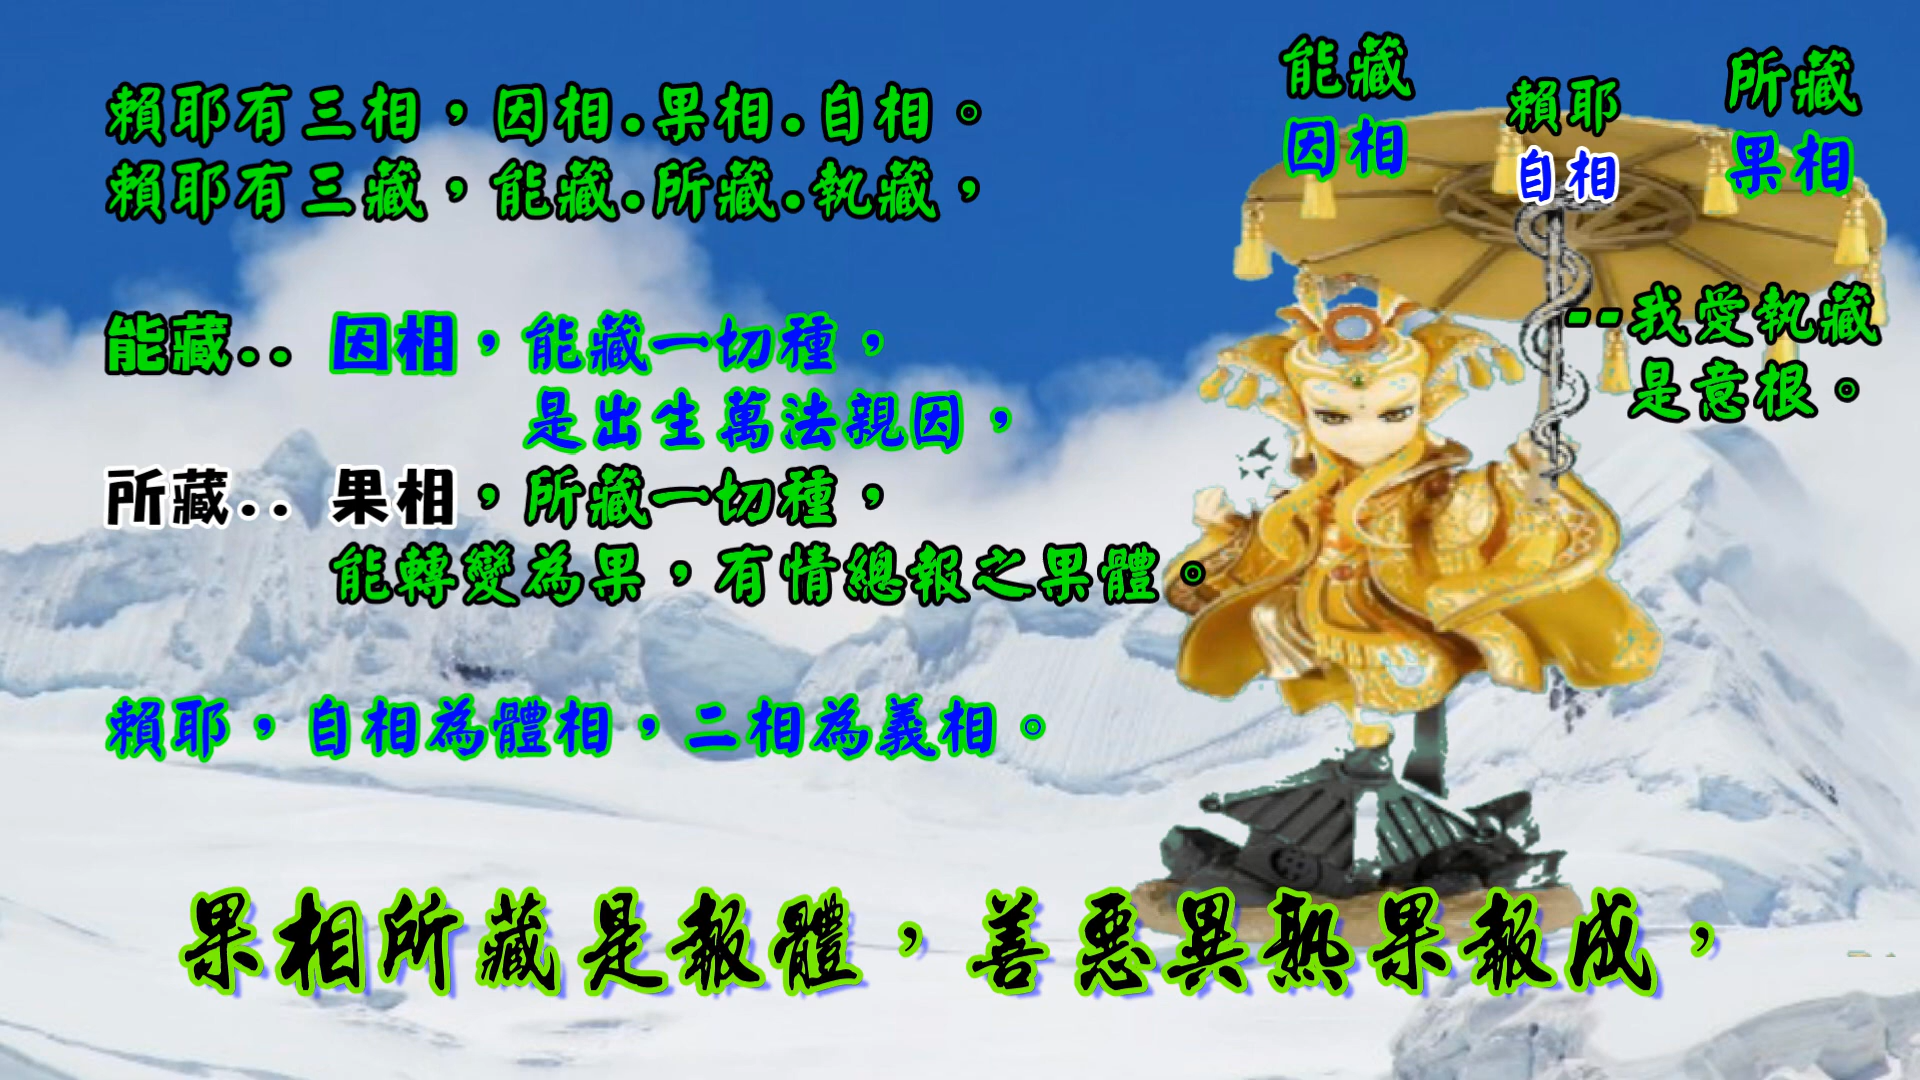 賴耶有三相，因相.果相.自相。
賴耶有三藏，能藏.所藏.執藏，
能藏.. 因相，能藏一切種，
是出生萬法親因，
所藏.. 果相，所藏一切種，
能轉變為果，有情總報之果體。
賴耶，自相為體相，二相為義相。
能藏
因相
賴耶
自相
所藏
果相
--我愛執藏
是意根。
果相所藏是報體，善惡異熟果報成，